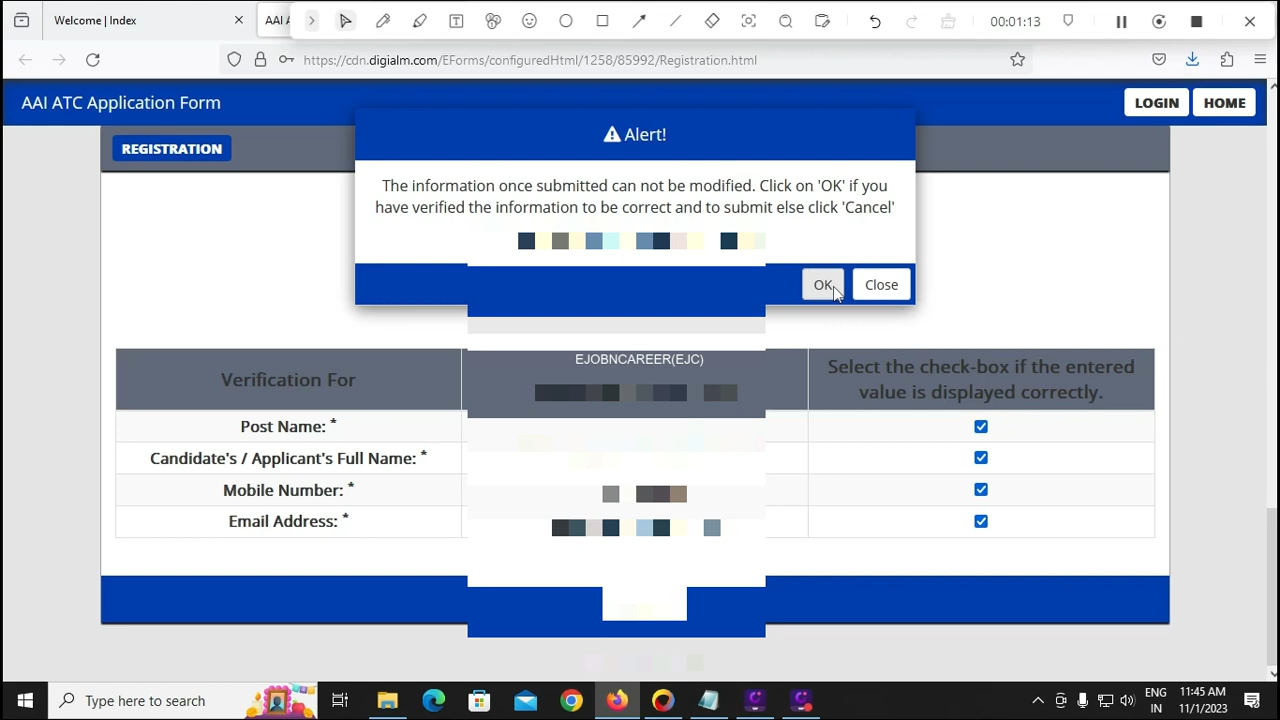 Welcome | Index
AAI A
00:01:13
https://cdn.digialm.com/EForms/configuredHtml/1258/85992/Registration.html
AAI ATC Application Form
LOGIN
HOME
REGISTRATION
Alert!
The information once submitted can not be modified. Click on 'OK' if you
have verified the information to be correct and to submit else click 'Cancel'
OK
Close
EJOBNCAREER(EJC)
Verification For
Select the check-box if the entered
value is displayed correctly.
Post Name: *
Candidate's / Applicant's Full Name: *
Mobile Number: *
Email Address: *
Type here to search
ENG
IN
11:45 AM
11/1/2023